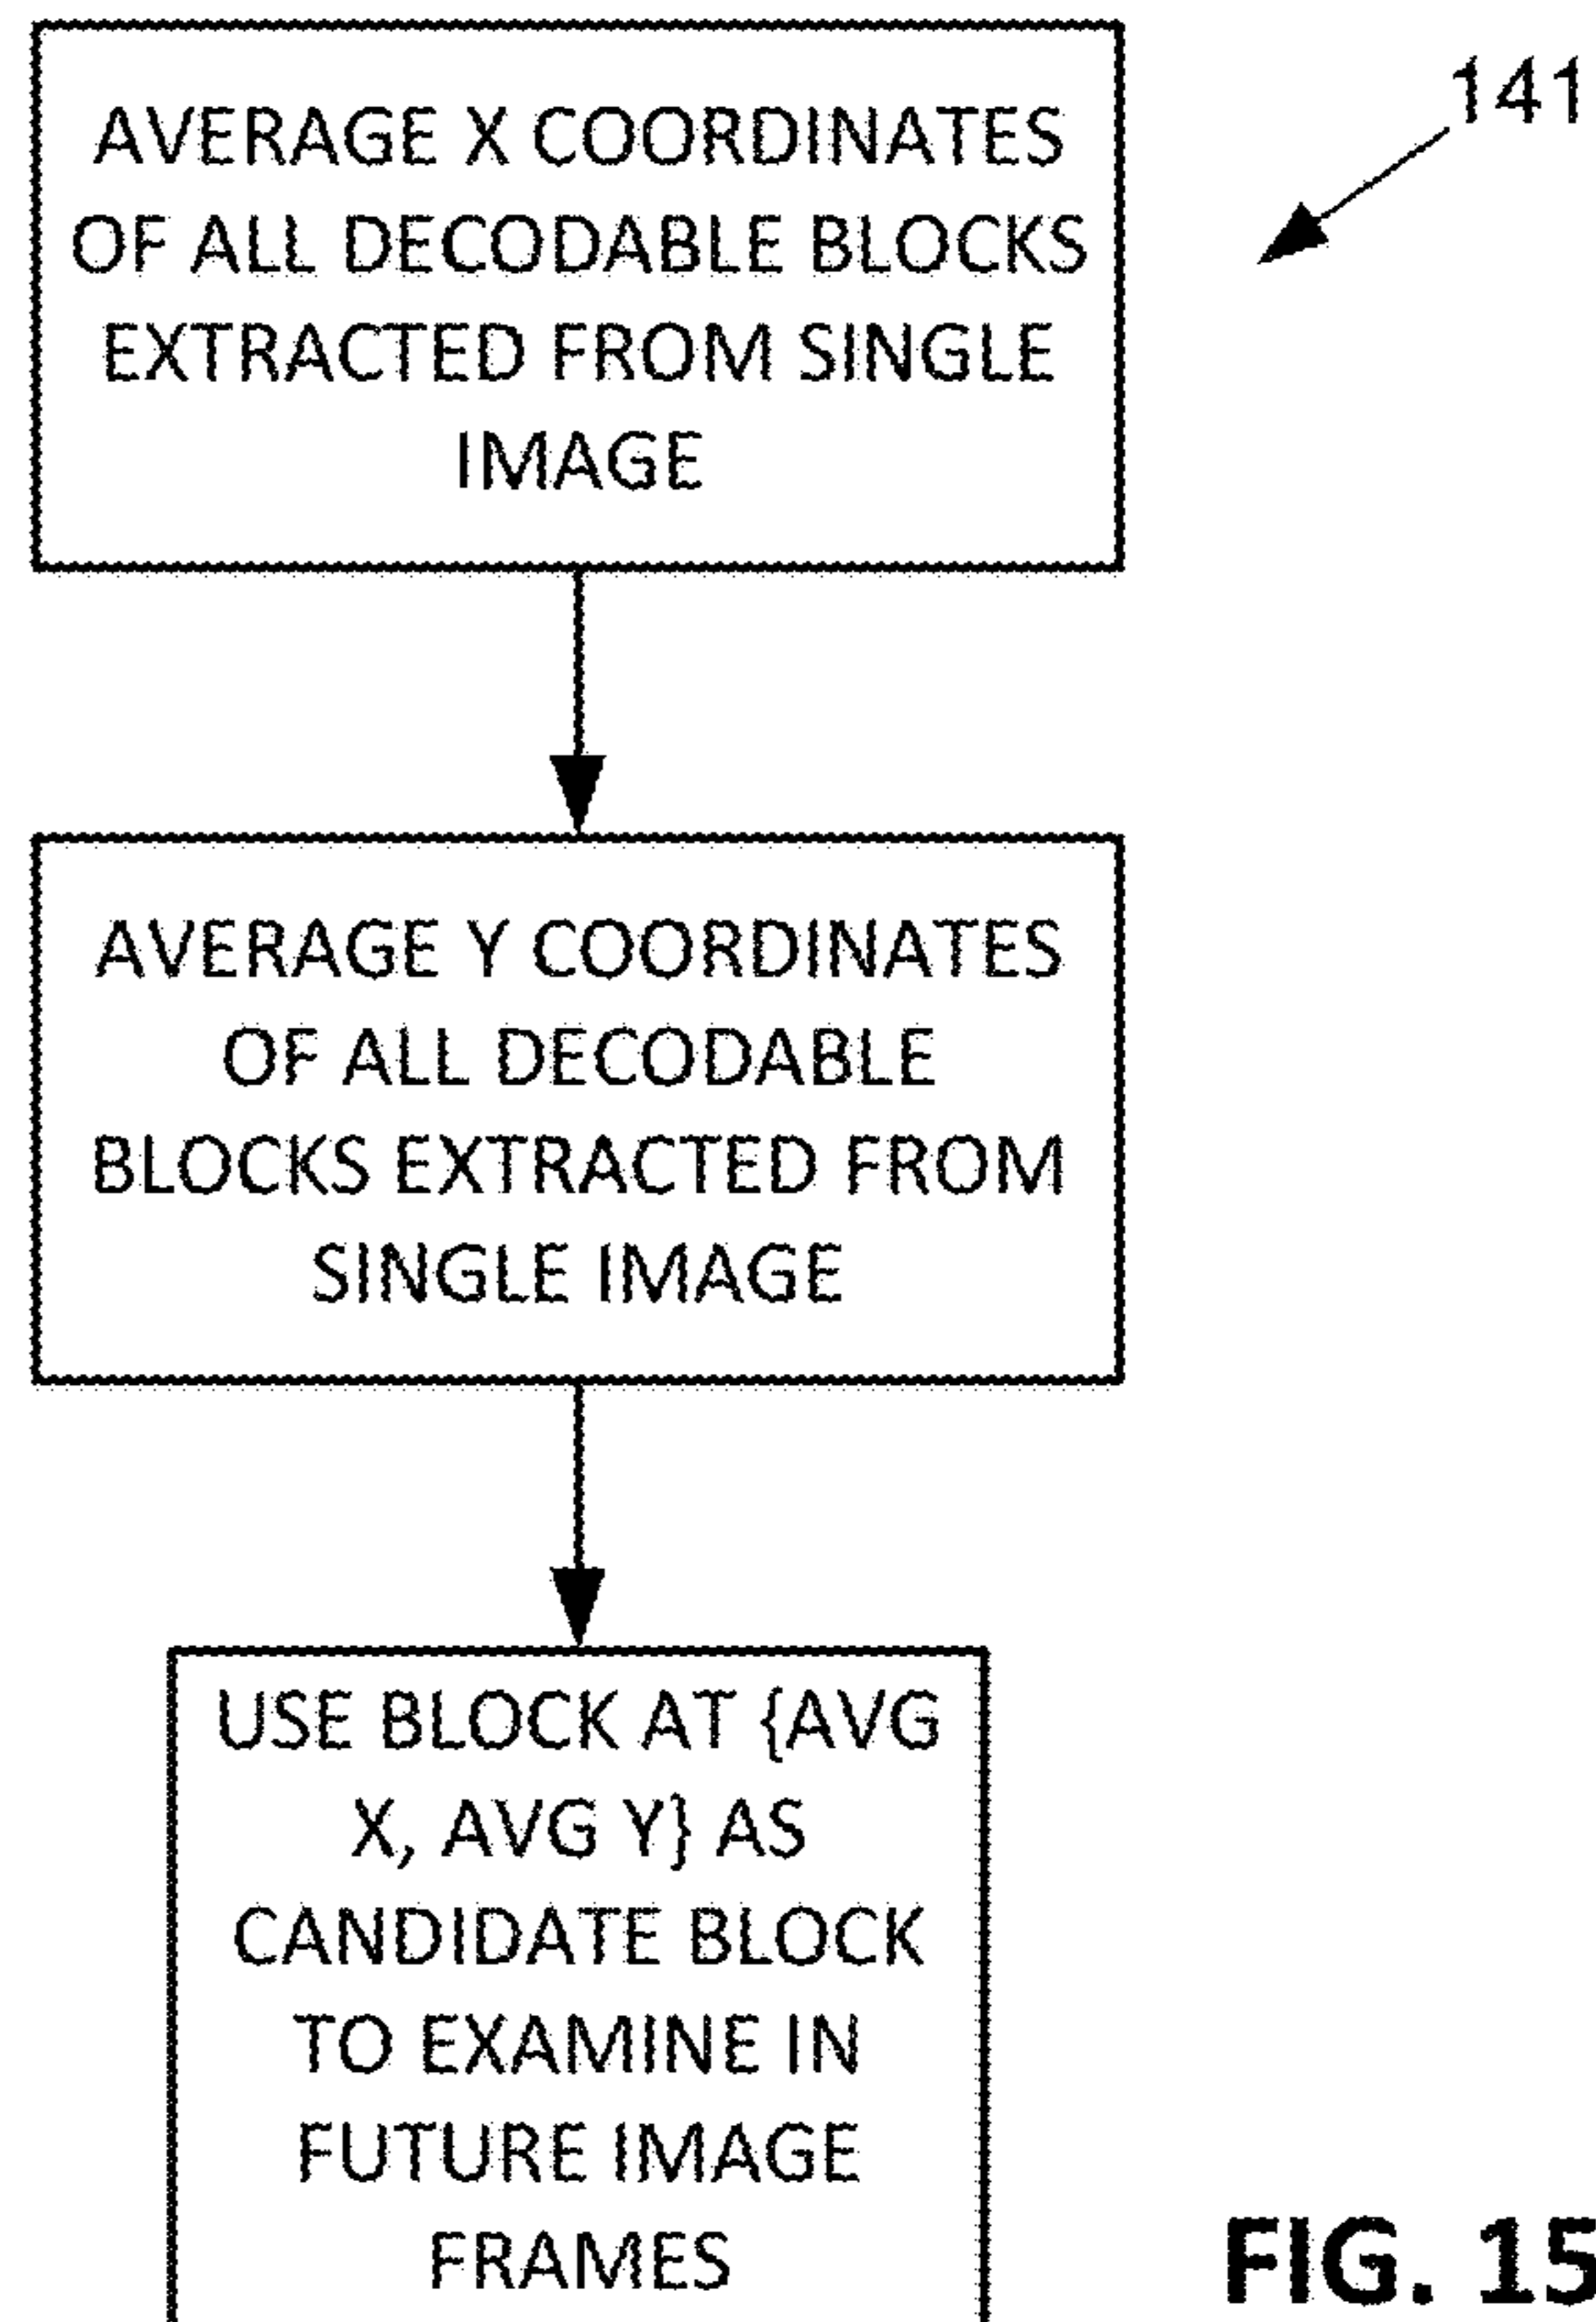 AVERAGE X COORDINATES
OF ALL DECODABLE BLOCKS
EXTRACTED FROM SINGLE
IMAGE
141
AVERAGE Y COORDINATES
OF ALL DECODABLE
BLOCKS EXTRACTED FROM
SINGLE IMAGE
USE BLOCK AT {AVG
X, AVG Y} AS
CANDIDATE BLOCK
TO EXAMINE IN
FUTURE IMAGE
FRAMES
FIG. 15